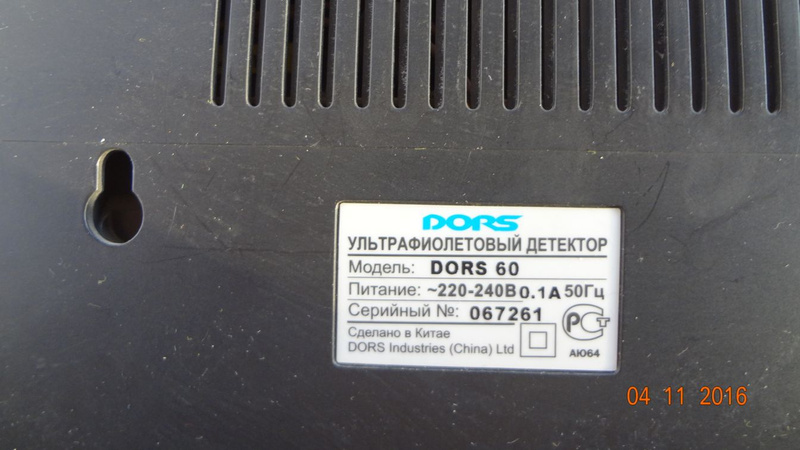 DORS
УЛЬТРАФИОЛЕТОВЫЙ ДЕТЕКТОР
Модель: DORS 60
Питание: ~220-240В 0.1А 50Гц
Серийный №: 067261
Сделано в Китае
DORS Industries (China) Ltd
РСТ
АЮ64
04 11 2016